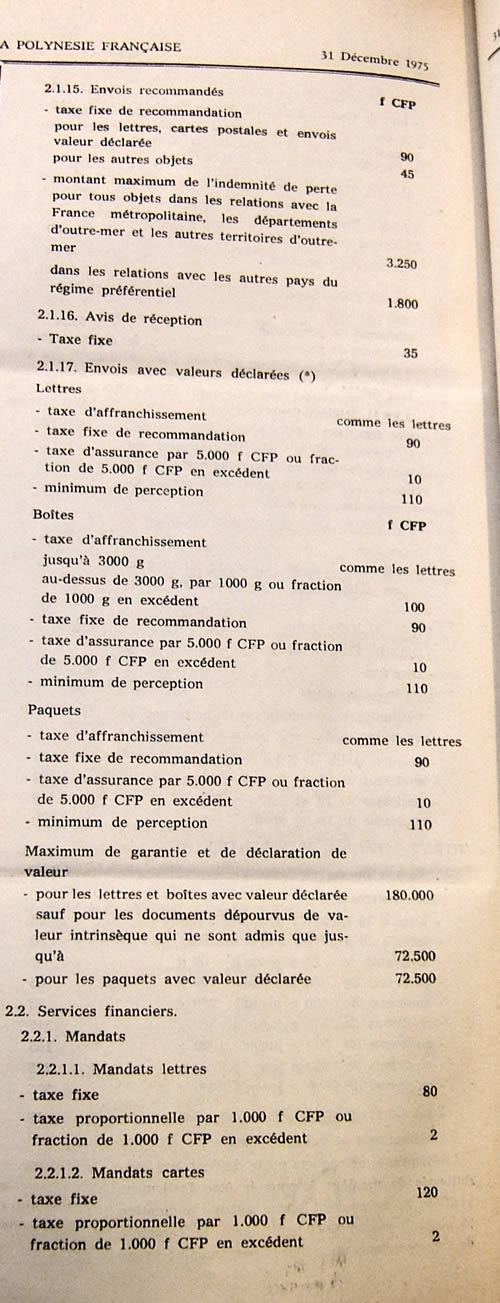 A POLYNESIE FRANÇAISE 31 Décembre 1975
2.1.15. Envois recommandés f CFP
- taxe fixe de recommandation
pour les lettres, cartes postales et envois
valeur déclarée 90
pour les autres objets 45
- montant maximum de l'indemnité de perte
pour tous objets dans les relations avec la
France métropolitaine, les départements
d'outre-mer et les autres territoires d'outre-
mer 3.250
dans les relations avec les autres pays du
régime préférentiel 1.800
2.1.16. Avis de réception
- Taxe fixe 35
2.1.17. Envois avec valeurs déclarées (*)
Lettres
- taxe d'affranchissement comme les lettres
- taxe fixe de recommandation 90
- taxe d'assurance par 5.000 f CFP ou frac-
tion de 5.000 f CFP en excédent 10
- minimum de perception 110
Boîtes f CFP
- taxe d'affranchissement
jusqu'à 3000 g comme les lettres
au-dessus de 3000 g, par 1000 g ou fraction
de 1000 g en excédent 100
- taxe fixe de recommandation 90
- taxe d'assurance par 5.000 f CFP ou fraction
de 5.000 f CFP en excédent 10
- minimum de perception 110
Paquets
- taxe d'affranchissement comme les lettres
- taxe fixe de recommandation 90
- taxe d'assurance par 5.000 f CFP ou fraction
de 5.000 f CFP en excédent 10
- minimum de perception 110
Maximum de garantie et de déclaration de
valeur
- pour les lettres et boîtes avec valeur déclarée 180.000
sauf pour les documents dépourvus de va-
leur intrinsèque qui ne sont admis que jus-
qu'à 72.500
- pour les paquets avec valeur déclarée 72.500
2.2. Services financiers.
2.2.1. Mandats
2.2.1.1. Mandats lettres
- taxe fixe 80
- taxe proportionnelle par 1.000 f CFP ou
fraction de 1.000 f CFP en excédent 2
2.2.1.2. Mandats cartes
- taxe fixe 120
- taxe proportionnelle par 1.000 f CFP ou
fraction de 1.000 f CFP en excédent 2